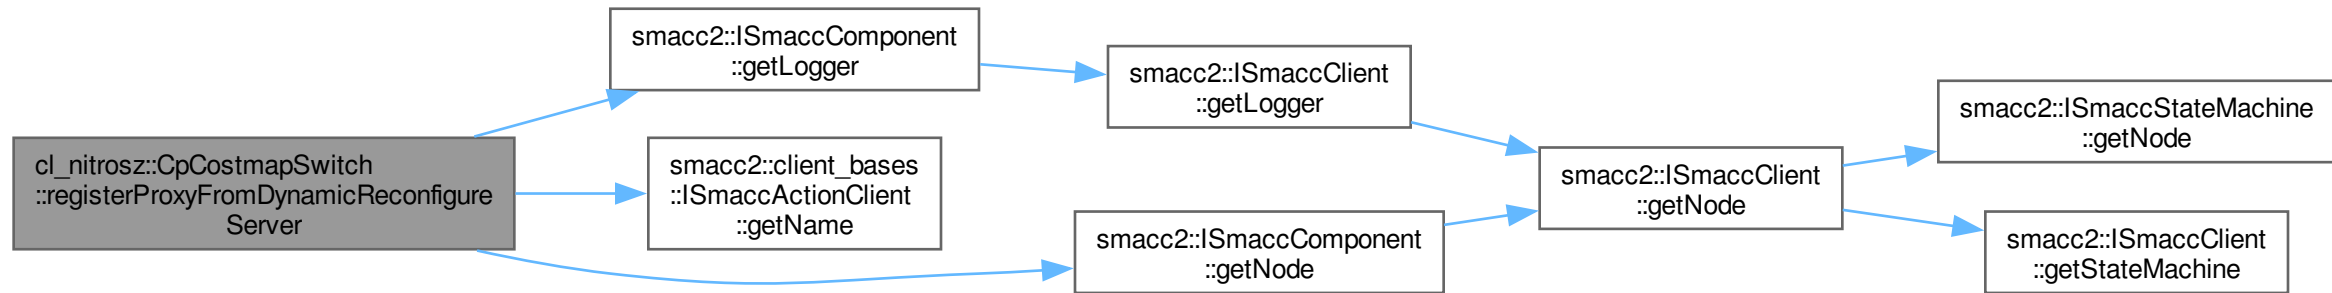 cl_nitrosz::CpCostmapSwitch
::registerProxyFromDynamicReconfigure
Server
smacc2::ISmaccComponent
::getLogger
smacc2::client_bases
::ISmaccActionClient
::getName
smacc2::ISmaccComponent
::getNode
smacc2::ISmaccClient
::getLogger
smacc2::ISmaccClient
::getNode
smacc2::ISmaccStateMachine
::getNode
smacc2::ISmaccClient
::getStateMachine